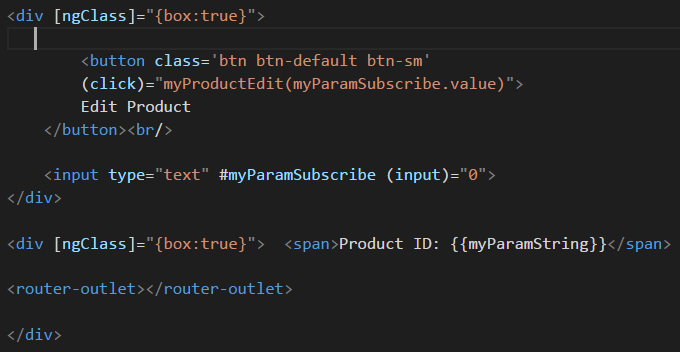 <div [ngClass]="{box:true}">
<button class='btn btn-default btn-sm'
(click)="myProductEdit(myParamSubscribe.value)">
Edit Product
</button><br/>
<input type="text" #myParamSubscribe (input)="0">
</div>
<div [ngClass]="{box:true}">  <span>Product ID: {{myParamString}}</span>
<router-outlet></router-outlet>
</div>